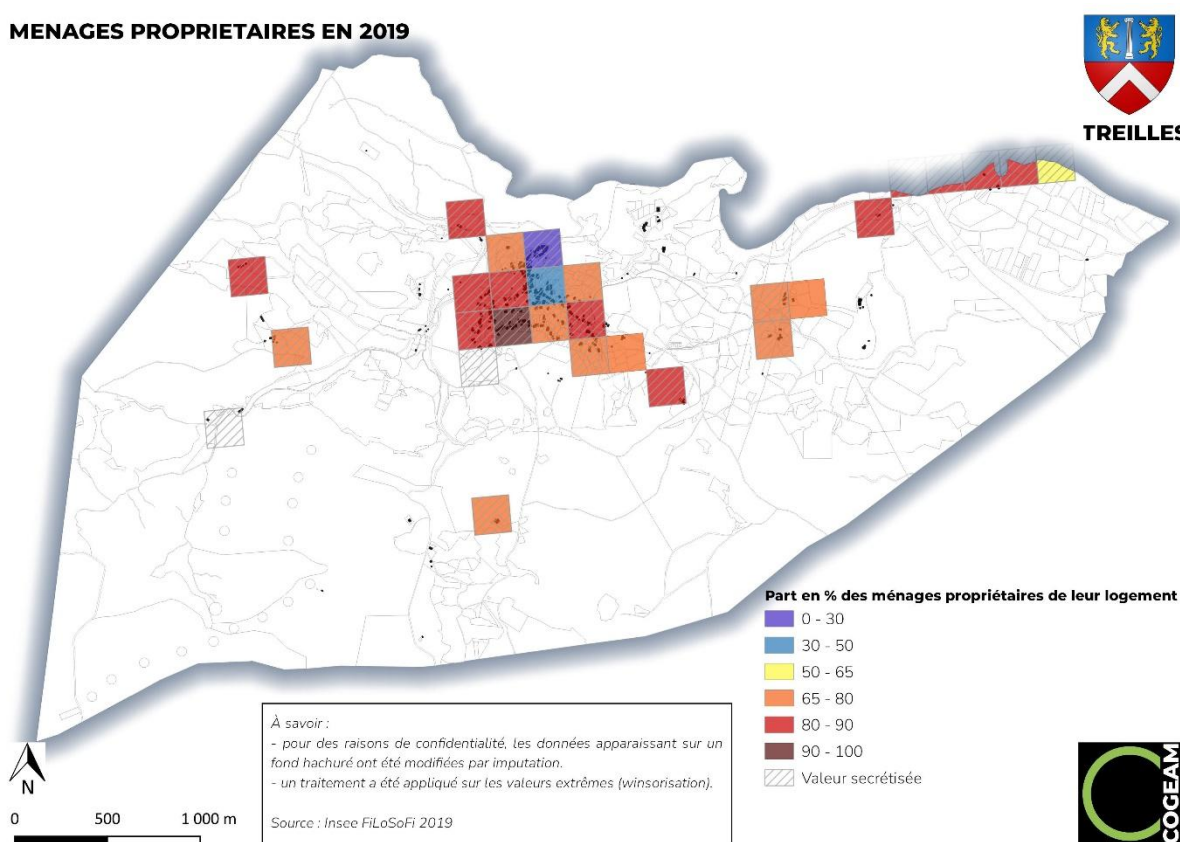 MENAGES PROPRIETAIRES EN 2019
TREILLES
Part en % des ménages propriétaires de leur logement
0 - 30
30 - 50
50 - 65
65 - 80
80 - 90
90 - 100
Valeur secrétisée
À savoir :
- pour des raisons de confidentialité, les données apparaissant sur un
fond hachuré ont été modifiées par imputation.
- un traitement a été appliqué sur les valeurs extrêmes (winsorisation).
Source : Insee FiLoSoFi 2019
N
0 500 1 000 m
COGEAM